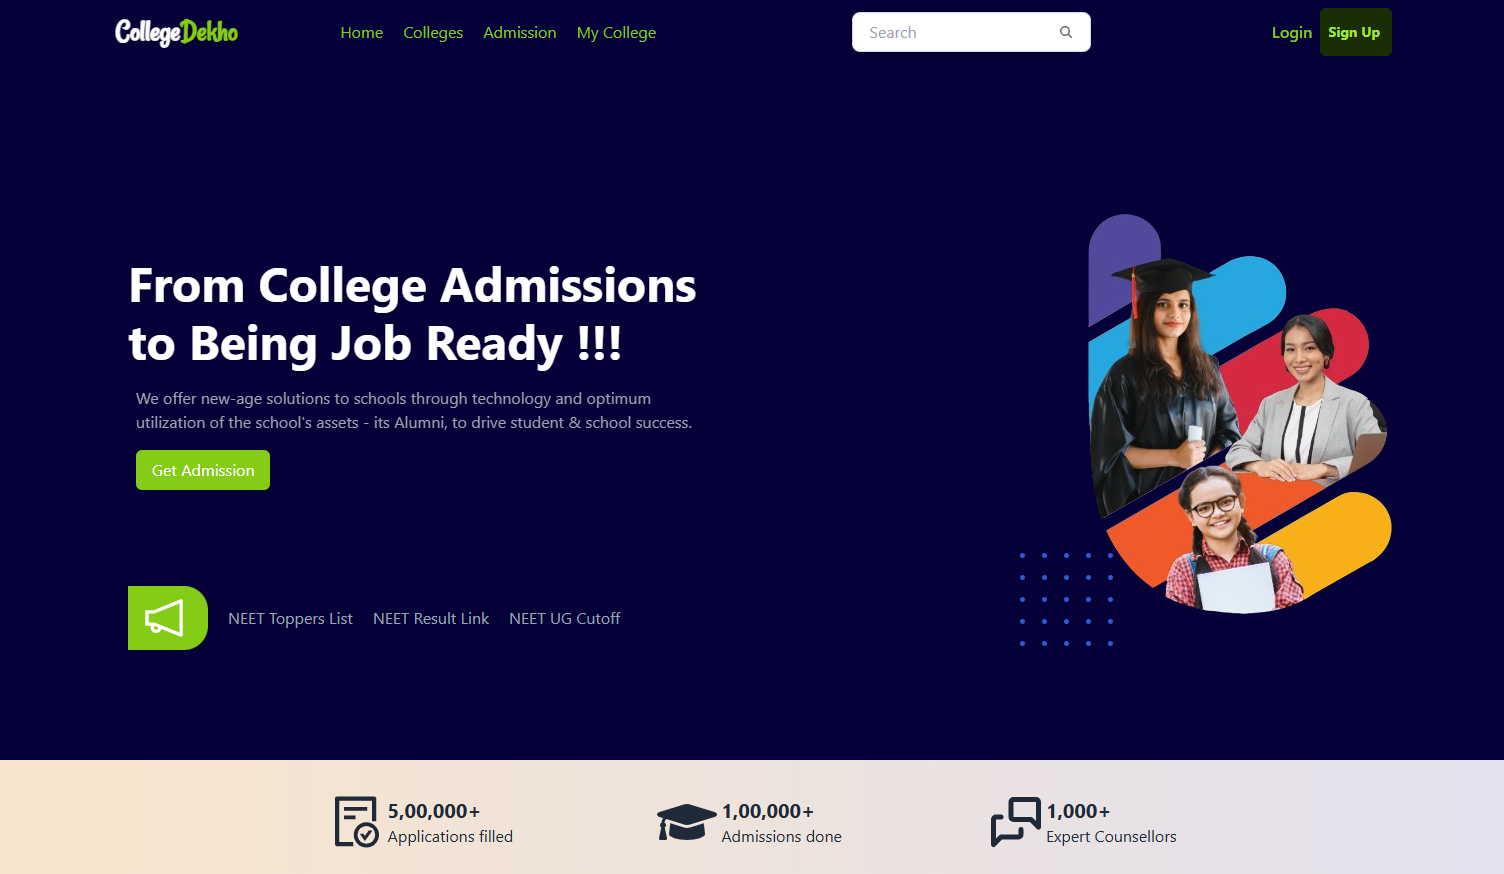 CollegeDekho
Home Colleges Admission My College
Search
Login Sign Up
From College Admissions
to Being Job Ready !!!
We offer new-age solutions to schools through technology and optimum
utilization of the school's assets - its Alumni, to drive student & school success.
Get Admission
NEET Toppers List NEET Result Link NEET UG Cutoff
5,00,000+
Applications filled
1,00,000+
Admissions done
1,000+
Expert Counsellors